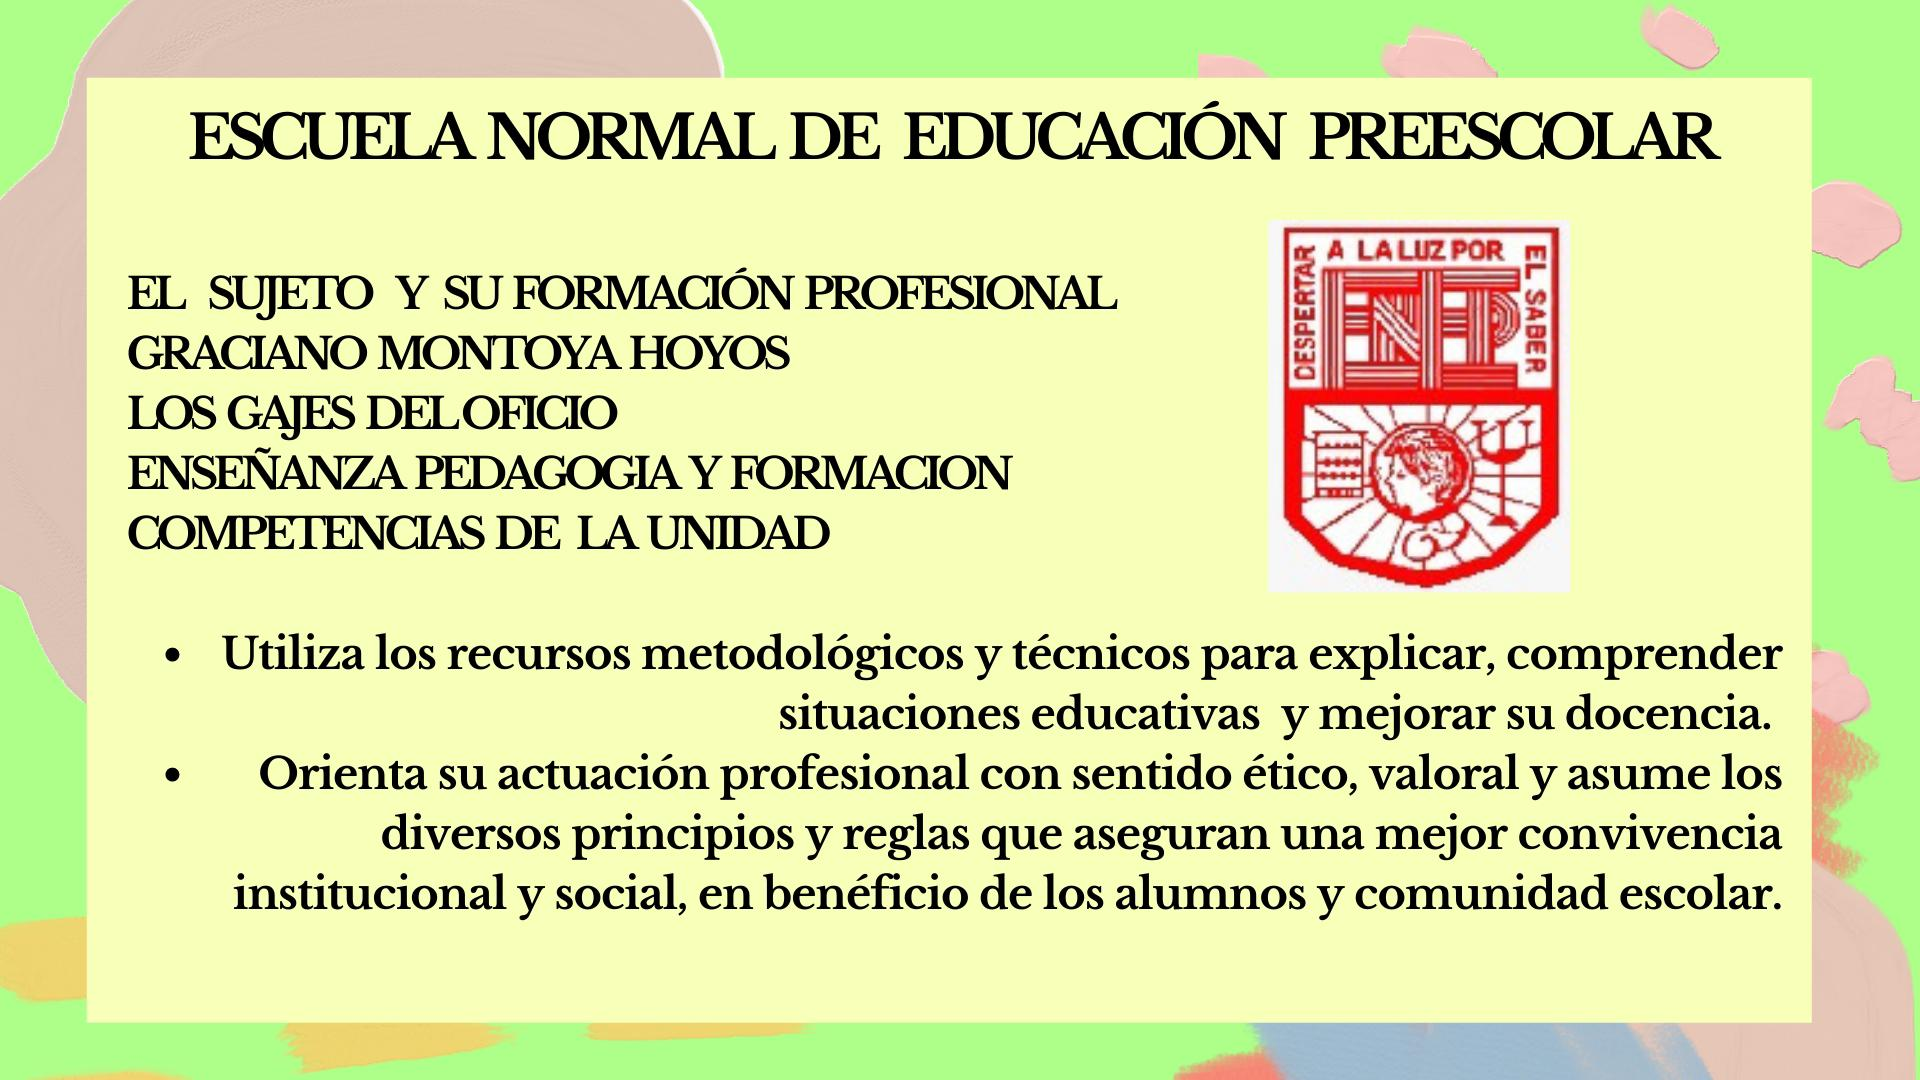 ESCUELA NORMAL DE EDUCACIÓN PREESCOLAR
DESPERTAR
A LA LUZ POR
EL SABER
ENEP
EL SUJETO Y SU FORMACIÓN PROFESIONAL
GRACIANO MONTOYA HOYOS
LOS GAJES DEL OFICIO
ENSEÑANZA PEDAGOGIA Y FORMACION
COMPETENCIAS DE LA UNIDAD
• Utiliza los recursos metodológicos y técnicos para explicar, comprender
situaciones educativas y mejorar su docencia.
• Orienta su actuación profesional con sentido ético, valoral y asume los
diversos principios y reglas que aseguran una mejor convivencia
institucional y social, en benéficio de los alumnos y comunidad escolar.